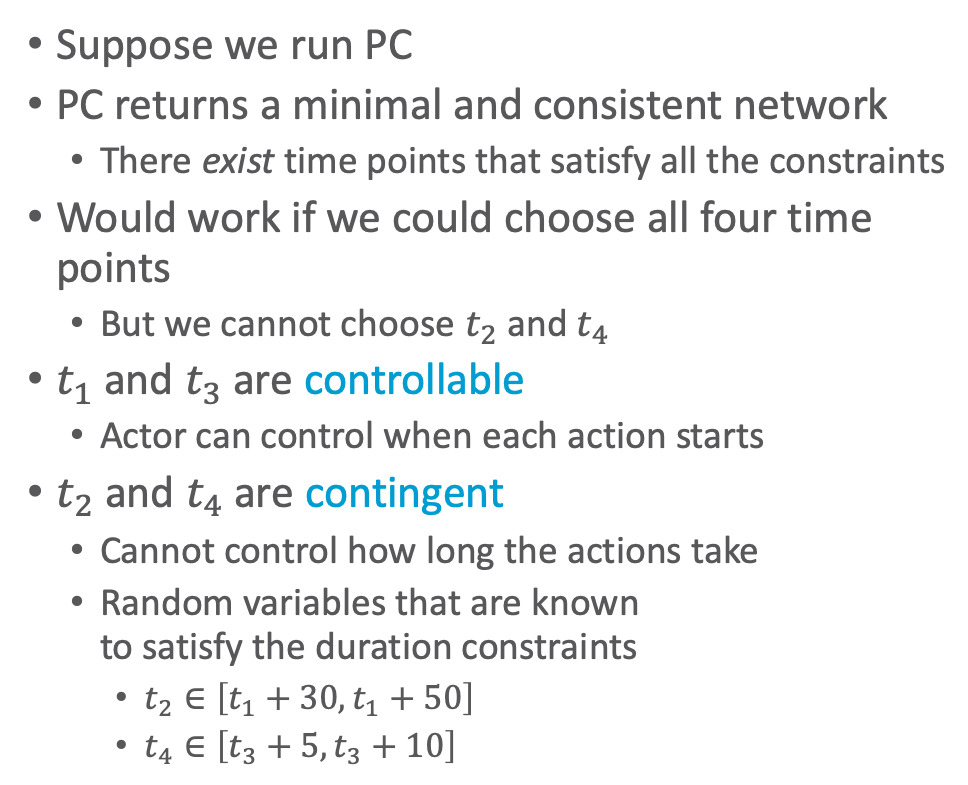 • Suppose we run PC
• PC returns a minimal and consistent network
• There exist time points that satisfy all the constraints
• Would work if we could choose all four time
points
• But we cannot choose t₂ and t₄
• t₁ and t₃ are controllable
• Actor can control when each action starts
• t₂ and t₄ are contingent
• Cannot control how long the actions take
• Random variables that are known
to satisfy the duration constraints
• t₂ ∈ [t₁ + 30, t₁ + 50]
• t₄ ∈ [t₃ + 5, t₃ + 10]